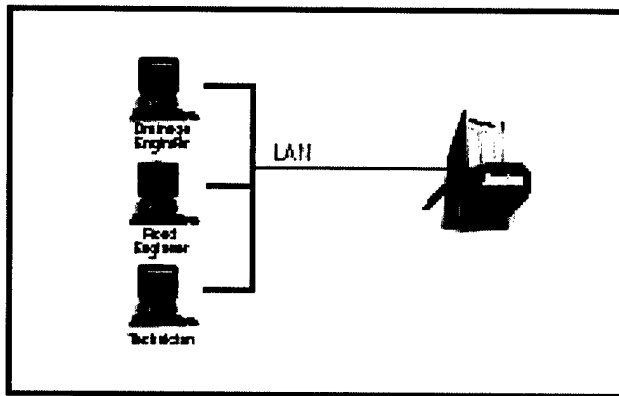 Drainage
Engineer
LAN
Road
Engineer
Technician